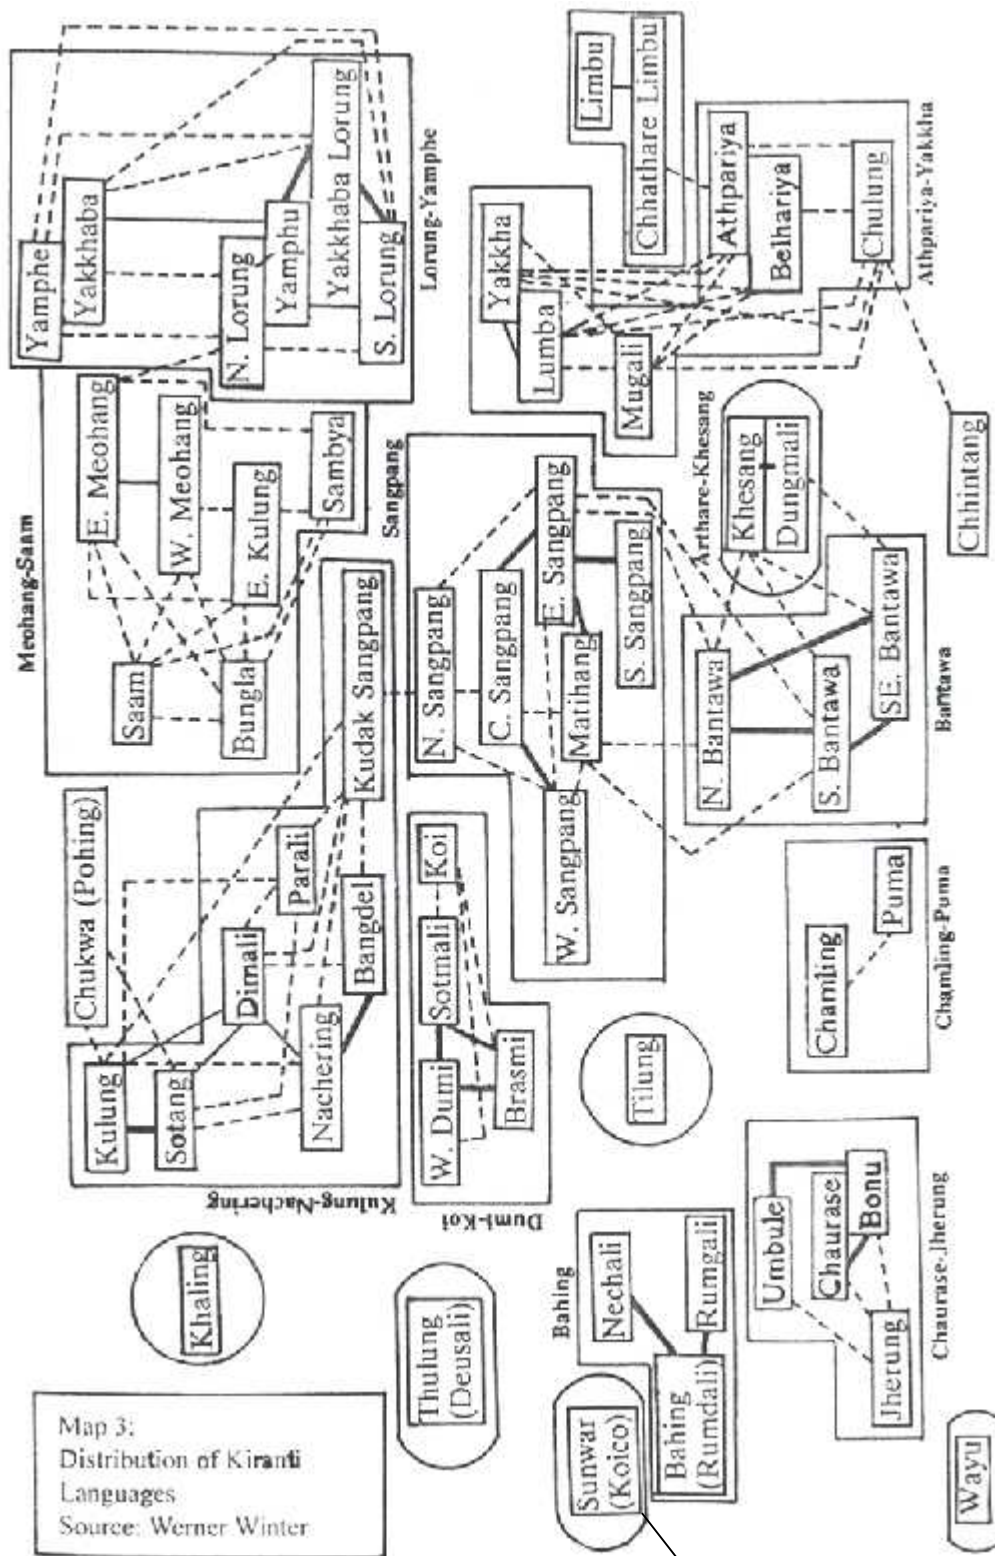 Map 3:
Distribution of Kiranti
Languages
Source: Werner Winter
Meohang-Saam
Yamphe
Yakkhaba
N. Lorung
Yamphu
Yakkhaba Lorung
S. Lorung
Lorung-Yamphe
E. Meohang
W. Meohang
E. Kulung
Sambya
Saam
Bungla
Limbu
Chhathare Limbu
Yakkha
Lumba
Mugali
Athpariya
Belhariya
Chulung
Athpariya-Yakkha
Chhintang
Sangpang
N. Sangpang
C. Sangpang
E. Sangpang
Matihang
S. Sangpang
W. Sangpang
Arthare-Khesang
Khesang
Dungmali
N. Bantawa
S. Bantawa
SE. Bantawa
Bantawa
Chukwa (Pohing)
Kulung
Sotang
Dimali
Parali
Nachering
Bangdel
Kudak Sangpang
Kulung-Nachering
W. Dumi
Sotmali
Koi
Brasmi
Dumi-Koi
Tilung
Chamling
Puma
Chamling-Puma
Khaling
Thulung
(Deusali)
Bahing
Nechali
Rumgali
Bahing
(Rumdali)
Sunwar
(Koico)
Umbule
Chaurase
Bonu
Jherung
Chaurase-Jherung
Wayu